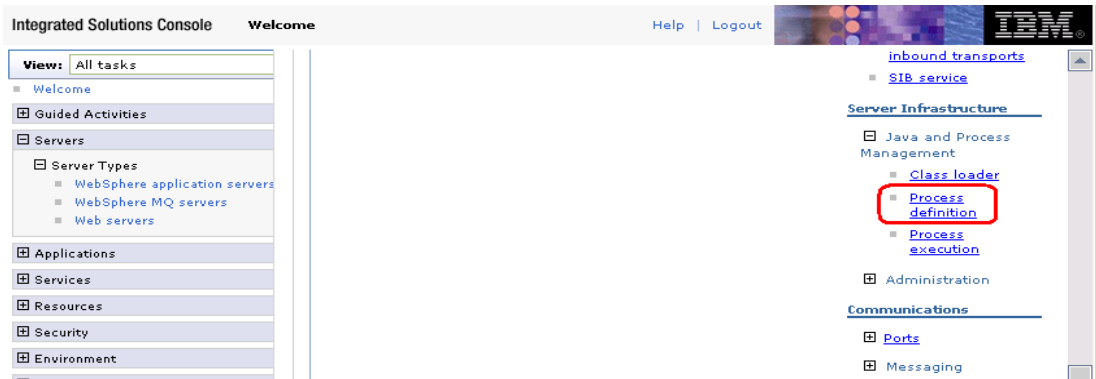 Integrated Solutions Console Welcome Help | Logout IBM®
View: All tasks
Welcome
Guided Activities
Servers
Server Types
WebSphere application servers
WebSphere MQ servers
Web servers
Applications
Services
Resources
Security
Environment
inbound transports
SIB service
Server Infrastructure
Java and Process
Management
Class loader
Process
definition
Process
execution
Administration
Communications
Ports
Messaging